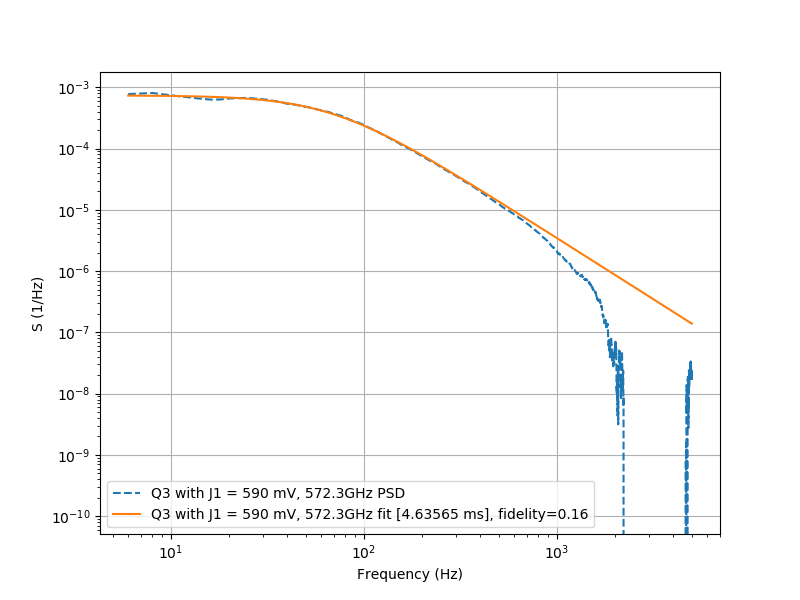 10⁻³
10⁻⁴
10⁻⁵
10⁻⁶
10⁻⁷
10⁻⁸
10⁻⁹
10⁻¹⁰
S (1/Hz)
Q3 with J1 = 590 mV, 572.3GHz PSD
Q3 with J1 = 590 mV, 572.3GHz fit [4.63565 ms], fidelity=0.16
10¹ 10² 10³
Frequency (Hz)